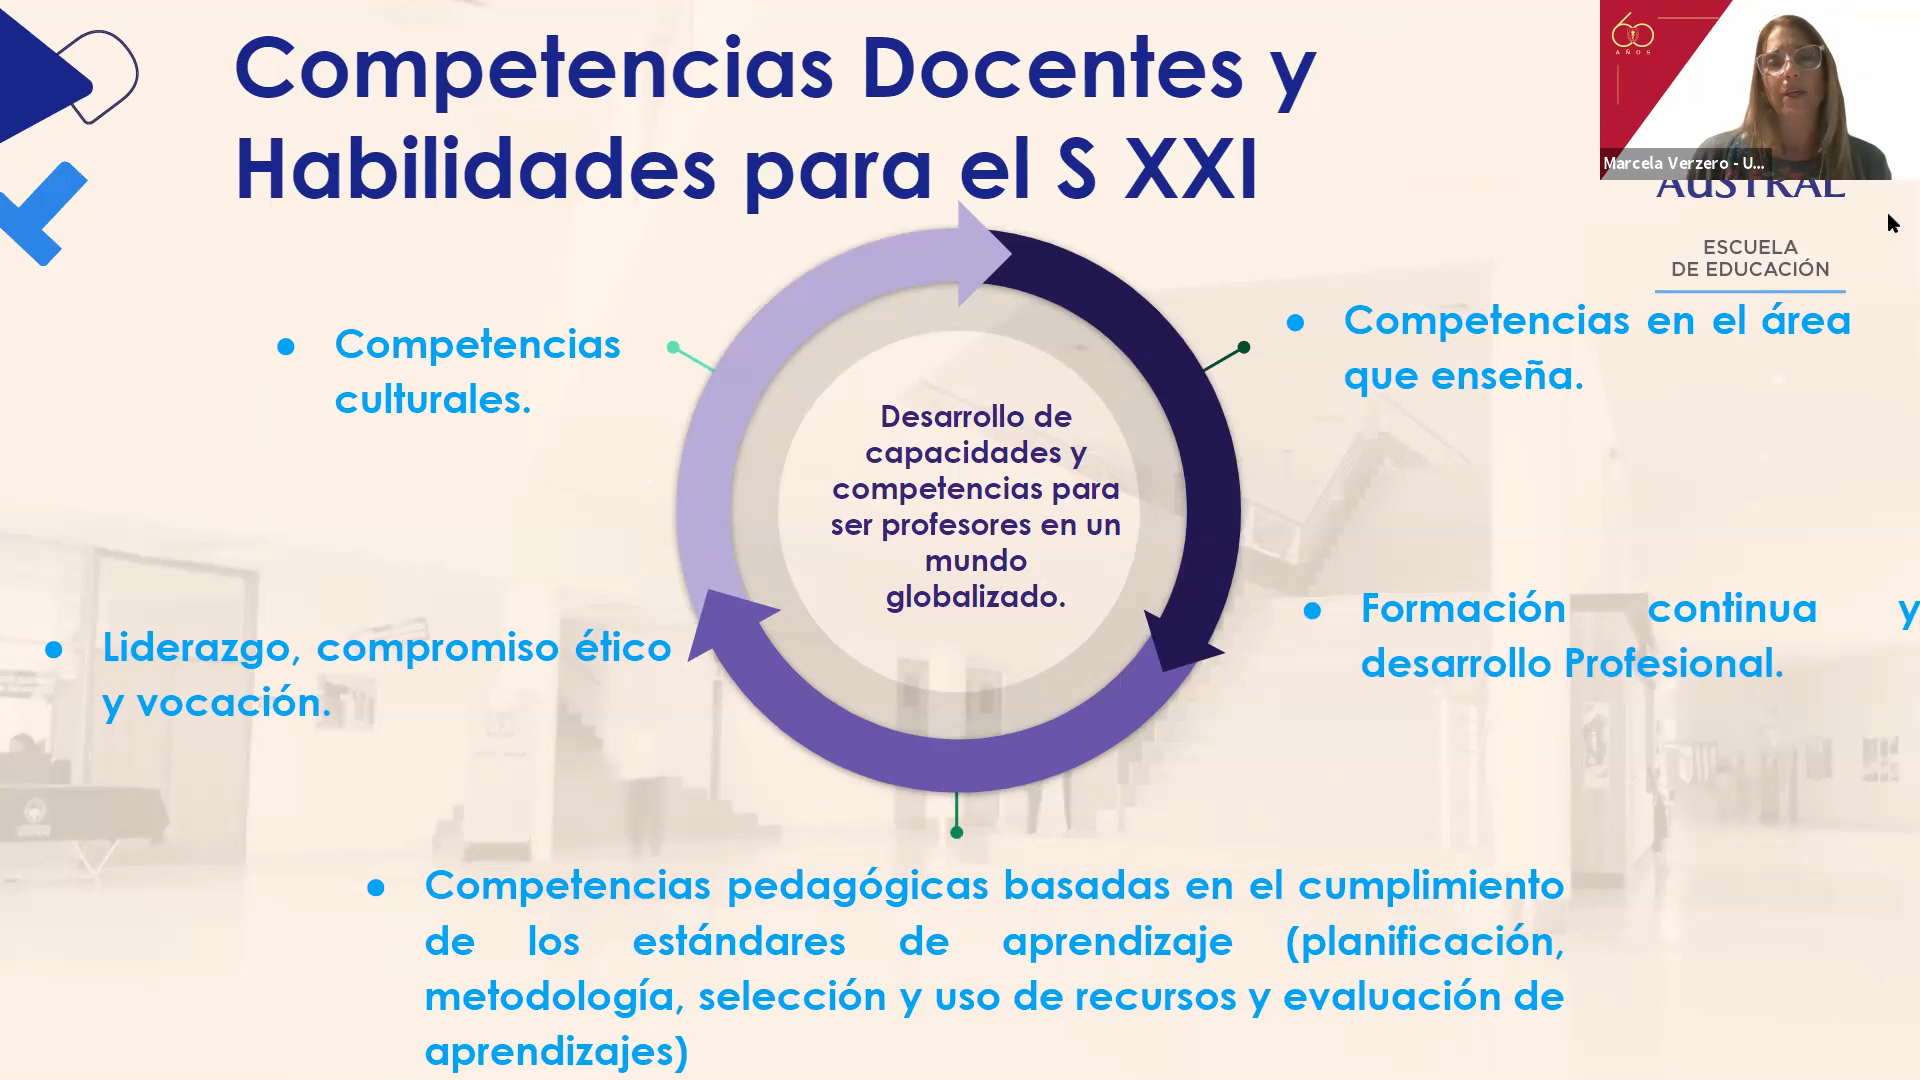 Competencias Docentes y
Habilidades para el S XXI
60
AÑOS
Marcela Verzero - U...
AUSTRAL
ESCUELA
DE EDUCACIÓN
Competencias
culturales.
Competencias en el área
que enseña.
Desarrollo de
capacidades y
competencias para
ser profesores en un
mundo
globalizado.
Liderazgo, compromiso ético
y vocación.
Formación continua y
desarrollo Profesional.
Competencias pedagógicas basadas en el cumplimiento
de los estándares de aprendizaje (planificación,
metodología, selección y uso de recursos y evaluación de
aprendizajes)